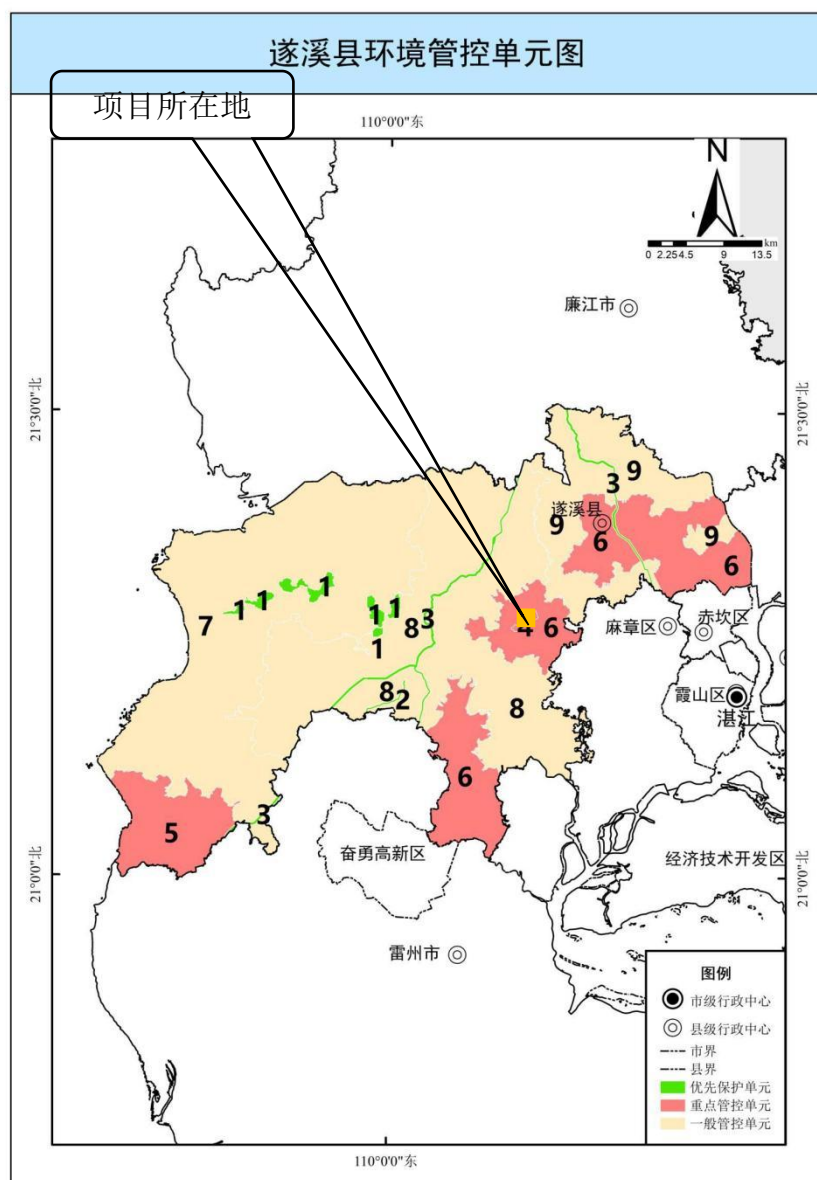 遂溪县环境管控单元图
项目所在地
110°0'0"东
N
km
0 2.25 4.5 9 13.5
廉江市
21°30'0"北
21°30'0"北
9
3
遂溪县
9
9
6
6
1
1
1
1
1
7
8
3
4
6
1
麻章区
赤坎区
8
2
8
霞山区
湛江
6
3
5
奋勇高新区
经济技术开发区
21°0'0"北
21°0'0"北
雷州市
图例
市级行政中心
县级行政中心
市界
县界
优先保护单元
重点管控单元
一般管控单元
110°0'0"东